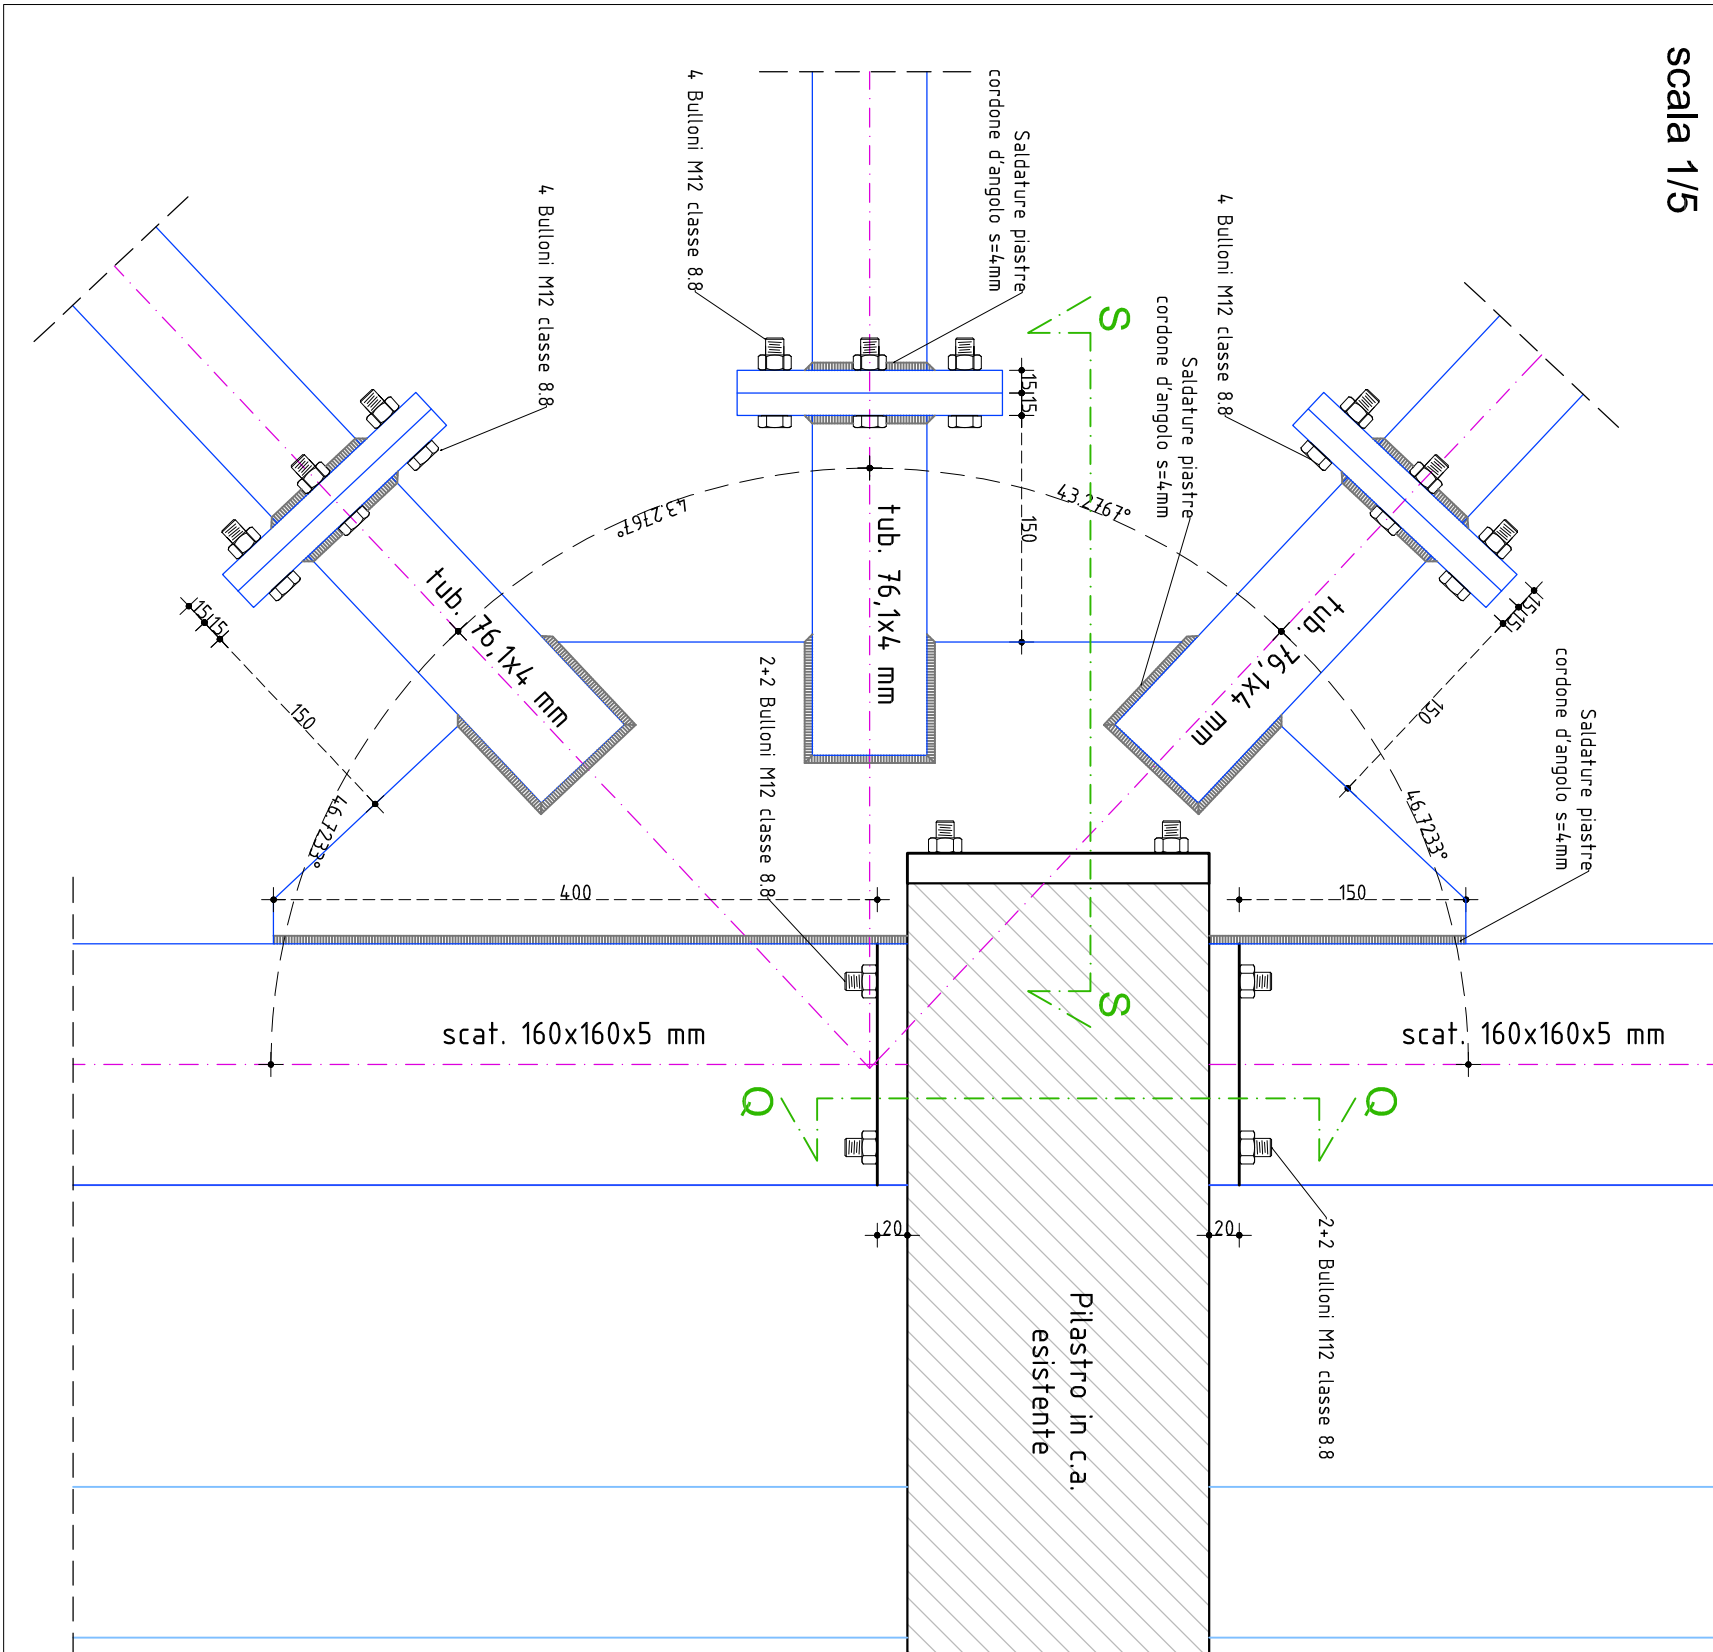 scala 1/5
4 Bulloni M12 classe 8.8
Saldature piastre
cordone d'angolo s=4mm
4 Bulloni M12 classe 8.8
4 Bulloni M12 classe 8.8
Saldature piastre
cordone d'angolo s=4mm
S
15
15
150
43.2767°
43.2767°
tub. 76,1x4 mm
tub. 76,1x4 mm
tub. 76,1x4 mm
15
15
150
15
15
150
2+2 Bulloni M12 classe 8.8
Saldature piastre
cordone d'angolo s=4mm
46.7233°
46.7233°
400
150
S
scat. 160x160x5 mm
scat. 160x160x5 mm
Q
Q
20
20
2+2 Bulloni M12 classe 8.8
Pilastro in c.a.
esistente